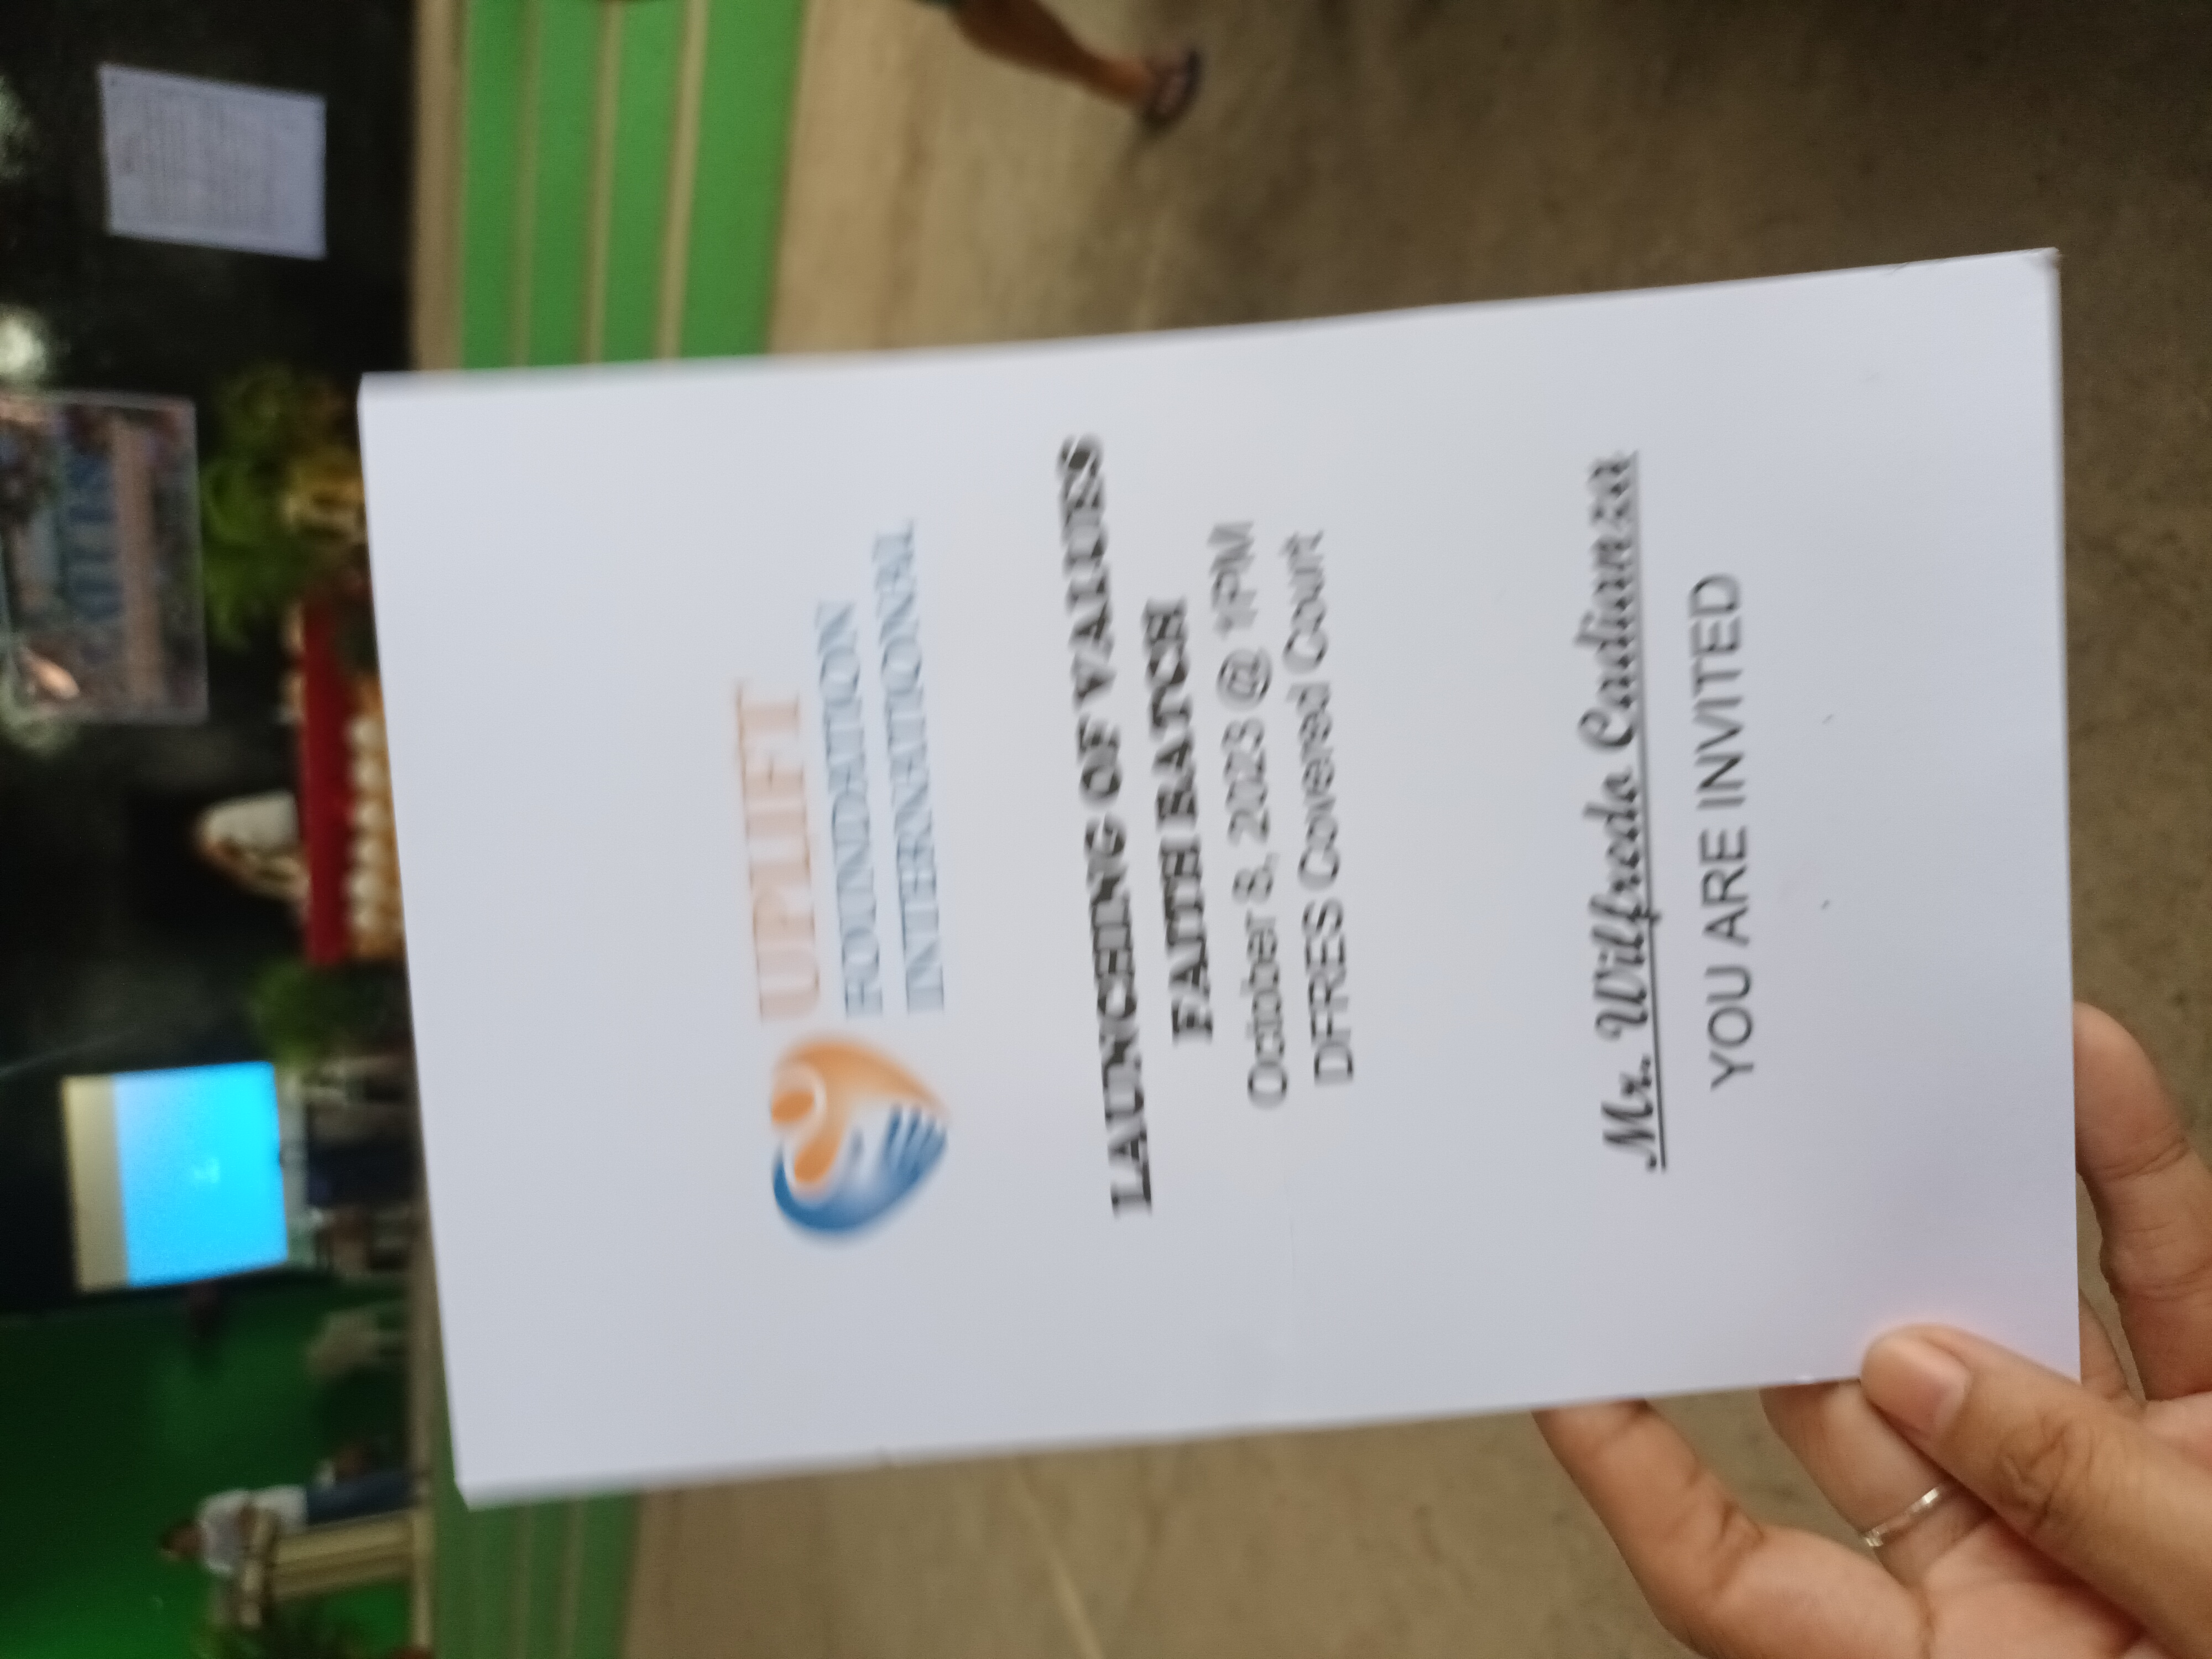 UPLIFT
FOUNDATION
INTERNATIONAL
LAUNCHING OF VALUES
FAITH BATCH
October 8, 2023 @ 1PM
DFRES Covered Court
Mr. Wilfredo Cadianza
YOU ARE INVITED